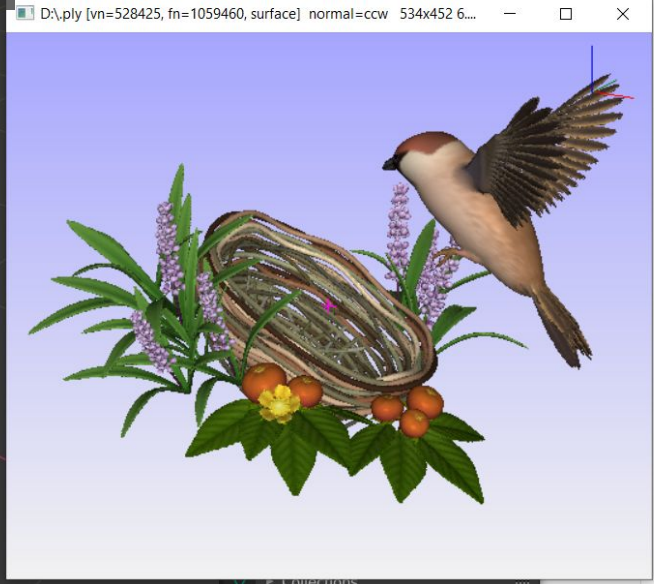 D:\.ply [vn=528425, fn=1059460, surface] normal=ccw 534x452 6....
Collections